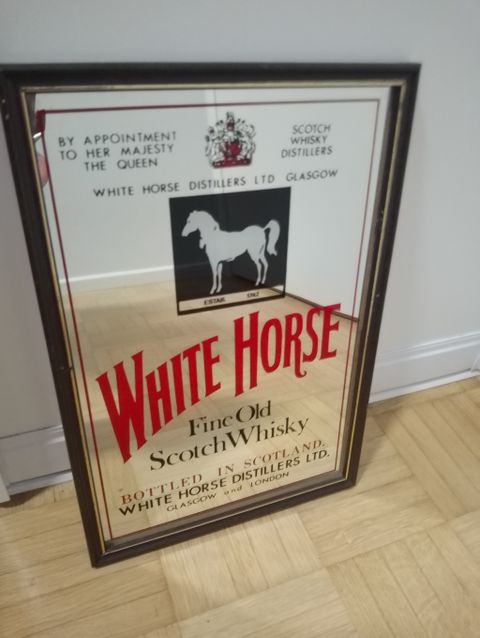 BY APPOINTMENT
TO HER MAJESTY
THE QUEEN
SCOTCH
WHISKY
DISTILLERS
WHITE HORSE DISTILLERS LTD GLASGOW
ESTAB. 1742
WHITE HORSE
Fine Old
Scotch Whisky
BOTTLED IN SCOTLAND.
WHITE HORSE DISTILLERS LTD.
GLASGOW and LONDON